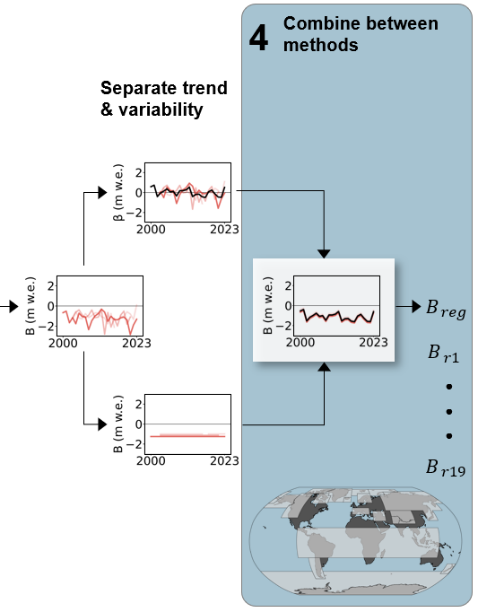 4
Combine between
methods
Separate trend
& variability
β (m w.e.)
2
0
−2
2000
2023
B (m w.e.)
2
0
−2
2000
2023
B (m w.e.)
2
0
−2
2000
2023
B_reg
B_r1
B (m w.e.)
2
0
−2
2000
2023
B_r19